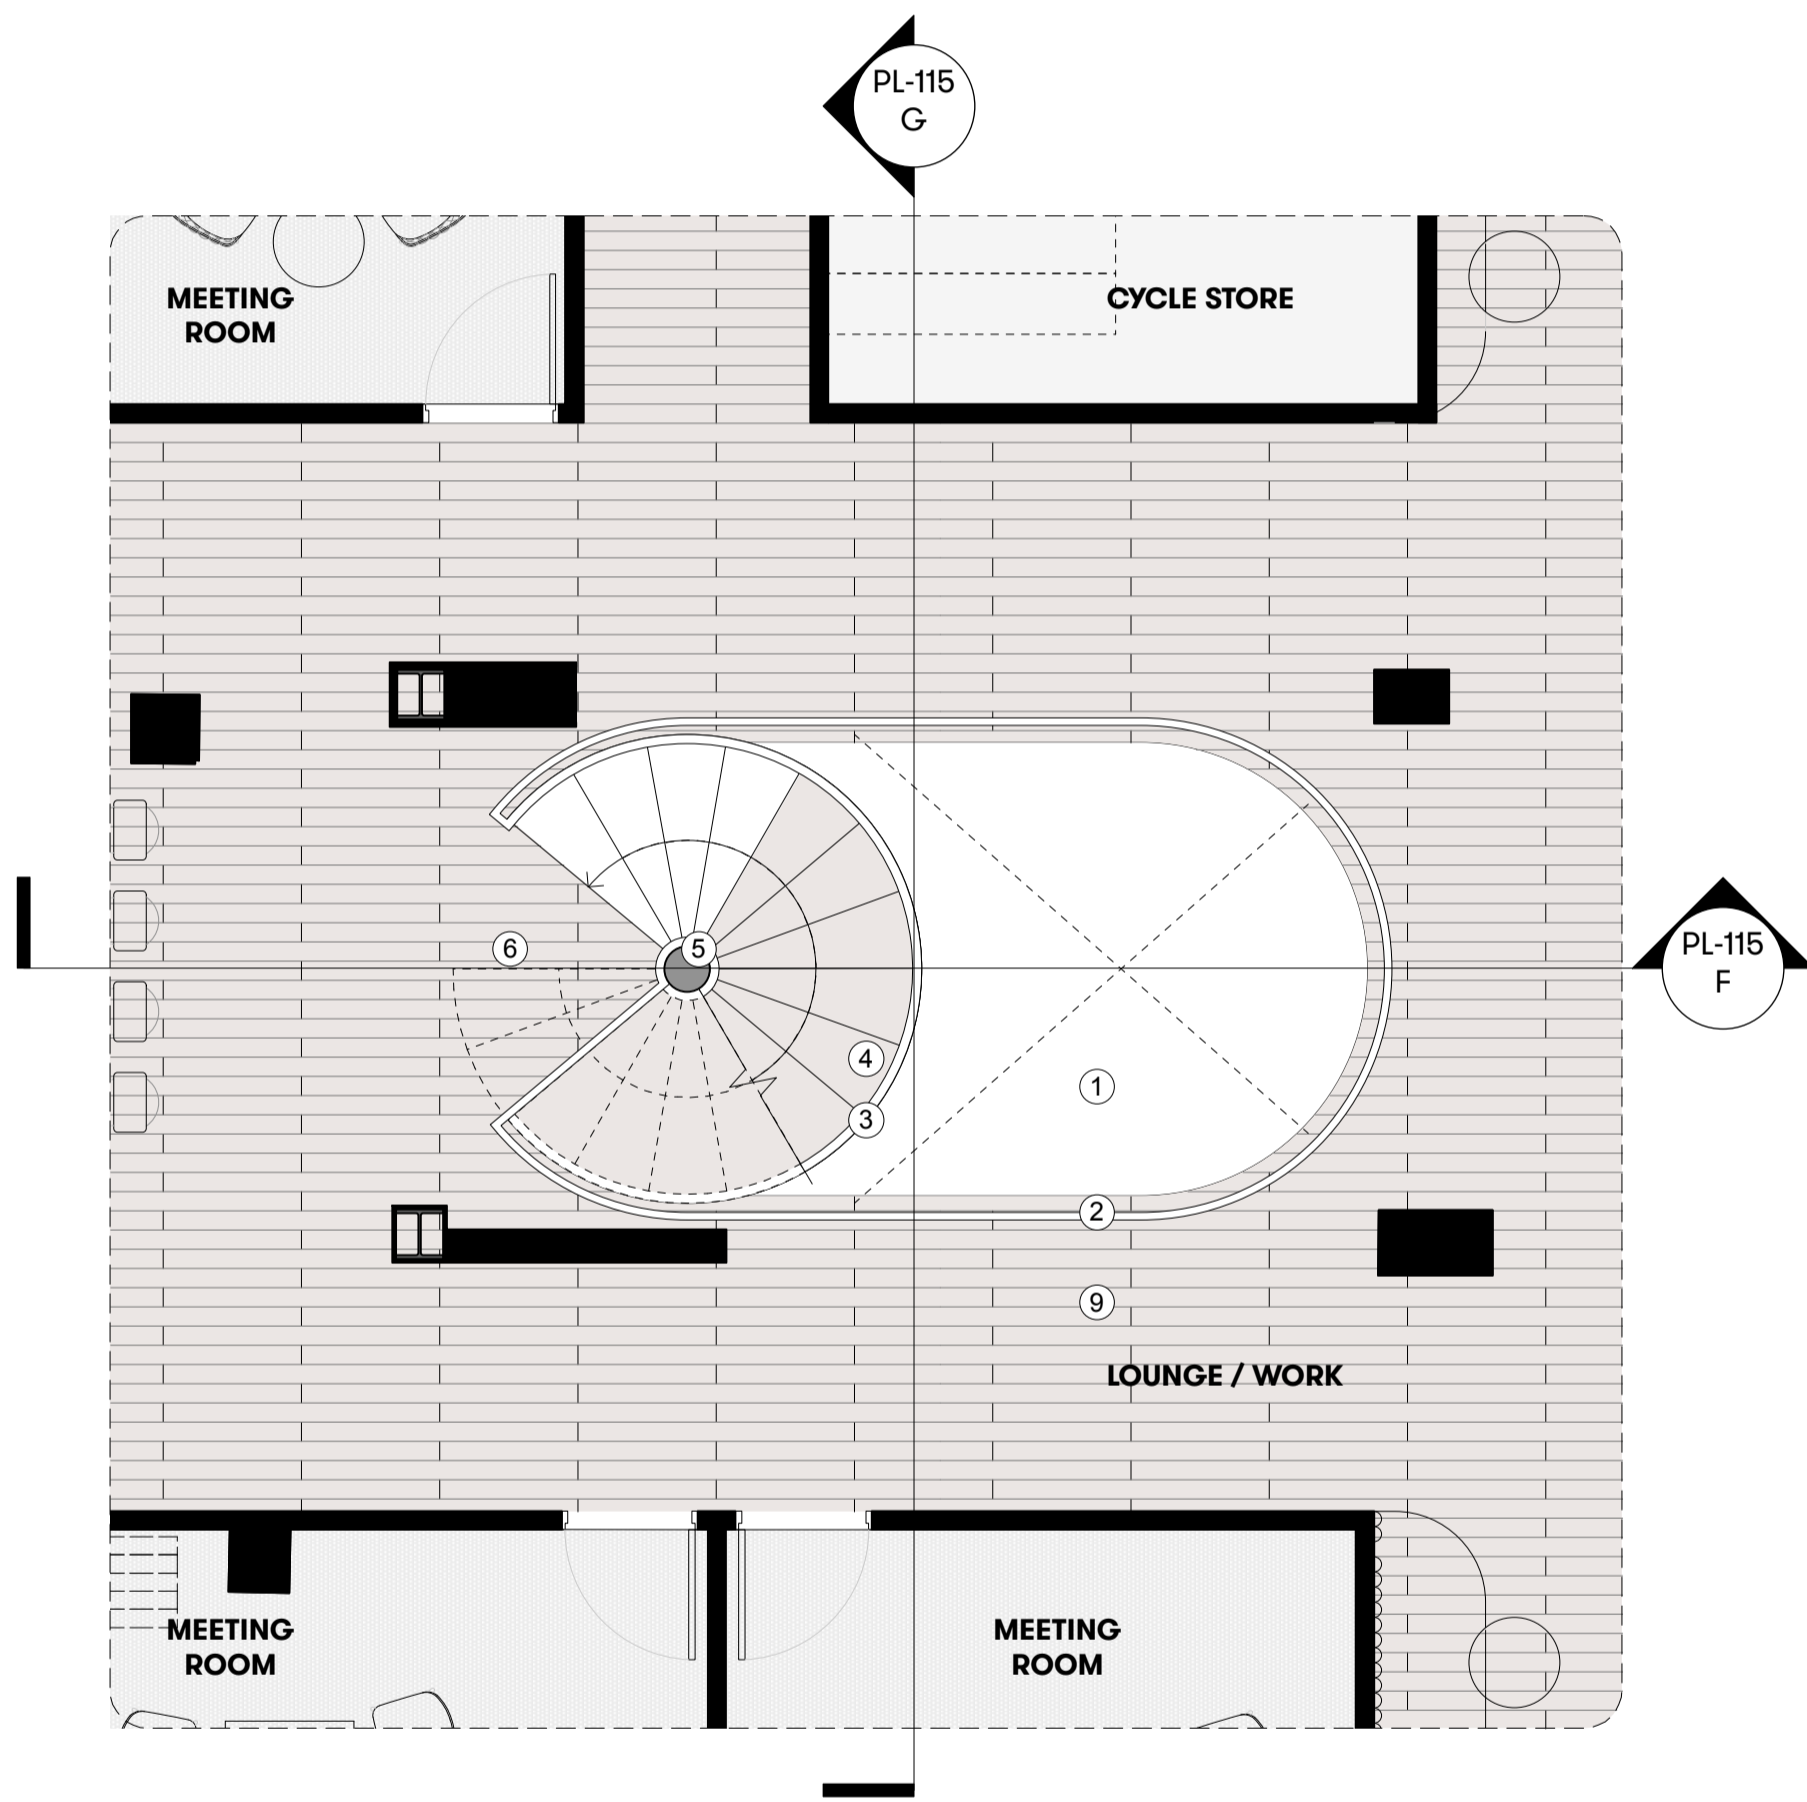 PL-115
G
MEETING
ROOM
CYCLE STORE
6
5
PL-115
F
4
1
3
2
9
LOUNGE / WORK
MEETING
ROOM
MEETING
ROOM